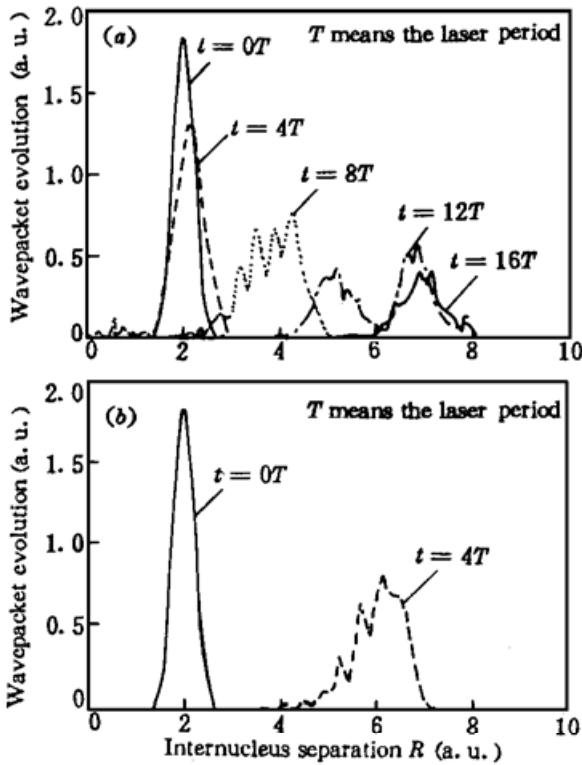 (a) T means the laser period
t = 0T
t = 4T
t = 8T
t = 12T
t = 16T
Wavepacket evolution (a. u.)
2.0
1.5
1.0
0.5
0
0 2 4 6 8 10
(b) T means the laser period
t = 0T
t = 4T
Wavepacket evolution (a. u.)
2.0
1.5
1.0
0.5
0
0 2 4 6 8 10
Internucleus separation R (a. u.)